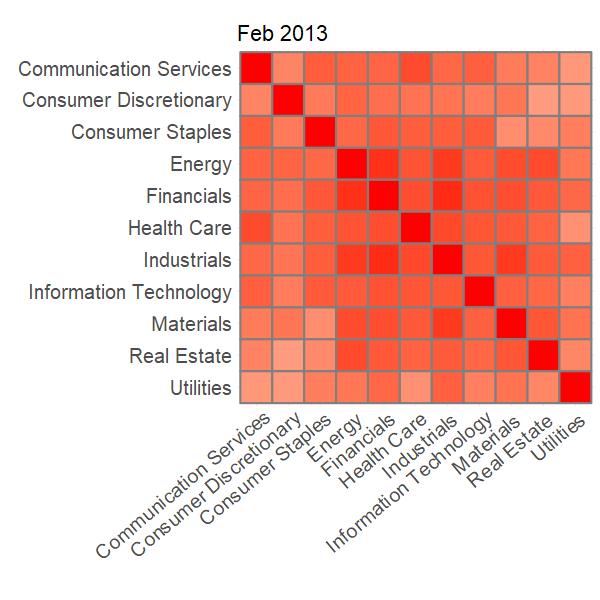 Feb 2013
Communication Services
Consumer Discretionary
Consumer Staples
Energy
Financials
Health Care
Industrials
Information Technology
Materials
Real Estate
Utilities
Communication Services
Consumer Discretionary
Consumer Staples
Energy
Financials
Health Care
Industrials
Information Technology
Materials
Real Estate
Utilities